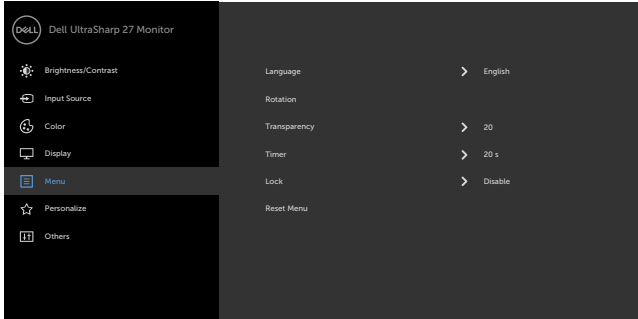 DELL Dell UltraSharp 27 Monitor
Brightness/Contrast
Input Source
Color
Display
Menu
Personalize
Others
Language > English
Rotation
Transparency > 20
Timer > 20 s
Lock > Disable
Reset Menu